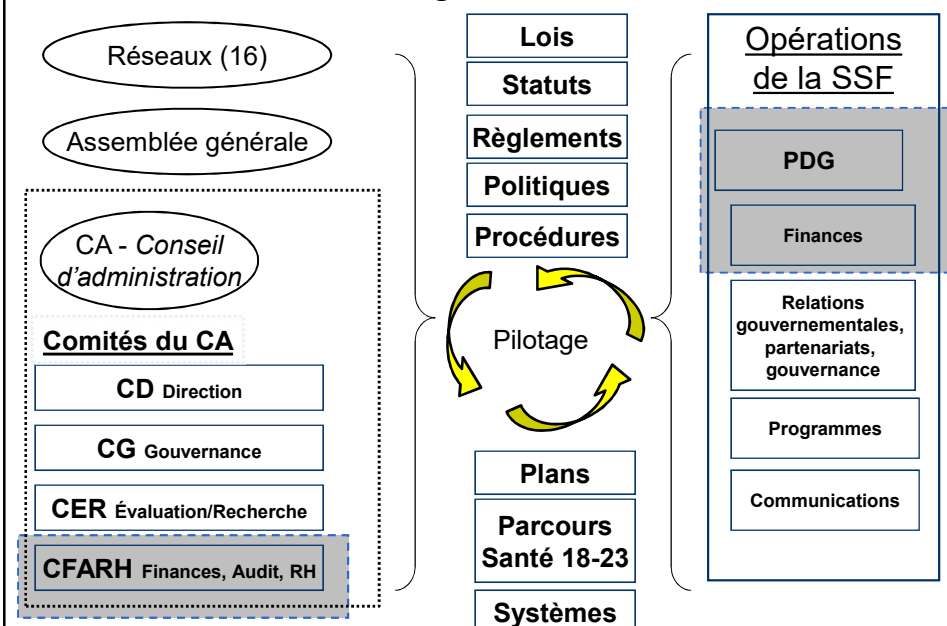 Réseaux (16)
Assemblée générale
CA - Conseil
d'administration
Comités du CA
CD Direction
CG Gouvernance
CER Évaluation/Recherche
CFARH Finances, Audit, RH
Lois
Statuts
Règlements
Politiques
Procédures
Pilotage
Plans
Parcours
Santé 18-23
Systèmes
Opérations
de la SSF
PDG
Finances
Relations
gouvernementales,
partenariats,
gouvernance
Programmes
Communications